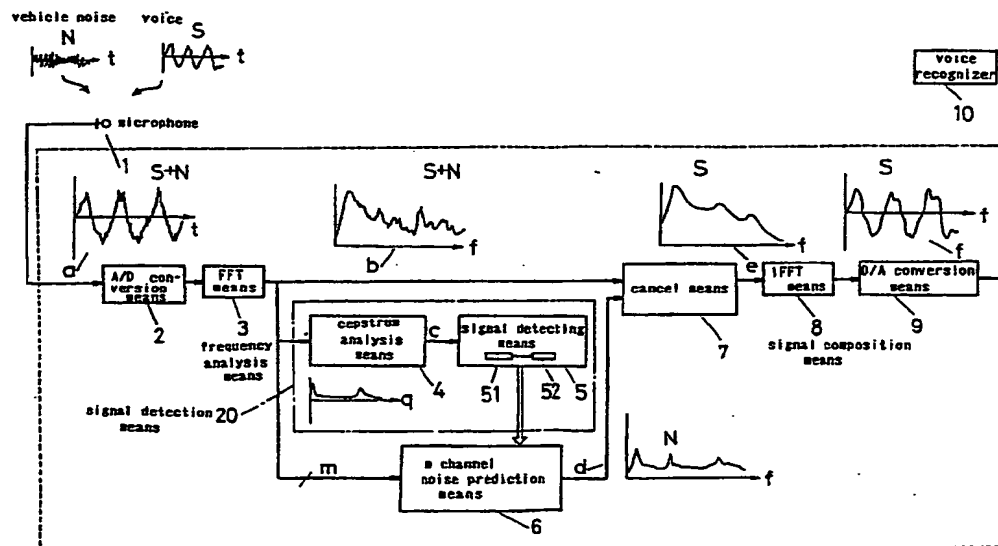 vehicle noise
voice
N
S
t
t
voice
recognizer
10
microphone
1
S+N
S+N
S
S
t
f
f
f
f
a
b
e
A/D con-
version
means
2
FFT
means
3
frequency
analysis
means
cepstrum
analysis
means
4
c
signal detecting
means
51
52
5
q
signal detection
means
20
cancel means
7
IFFT
means
8
signal composition
means
D/A conversion
means
9
m
m channel
noise prediction
means
6
d
N
f